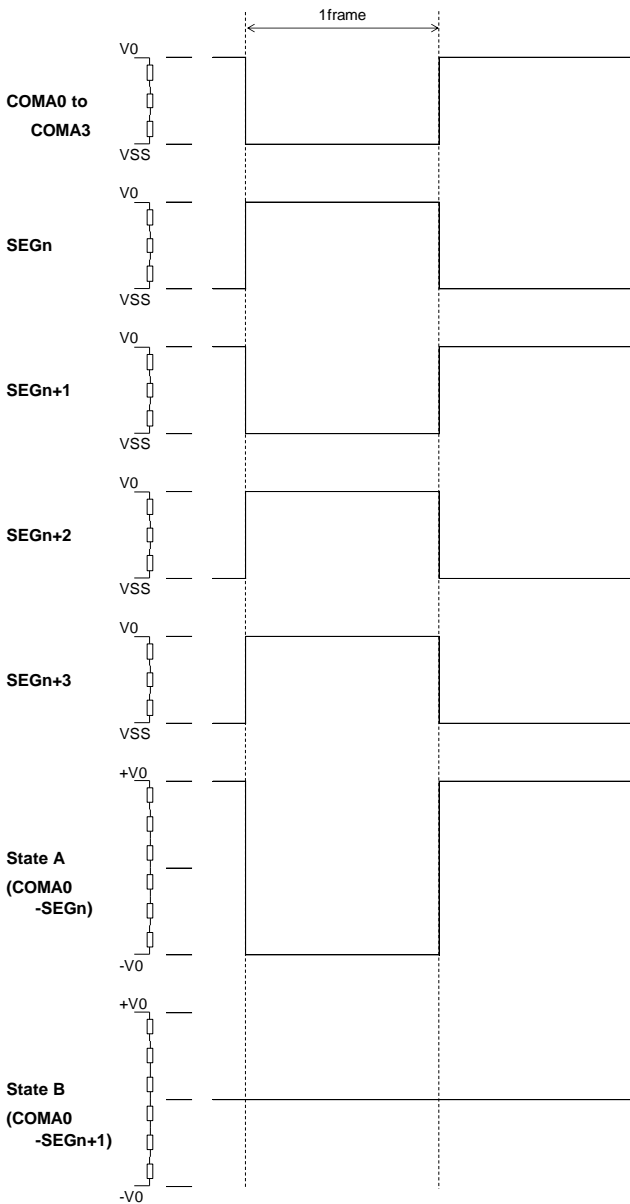 1frame
V0
COMA0 to
COMA3
VSS
V0
SEGn
VSS
V0
SEGn+1
VSS
V0
SEGn+2
VSS
V0
SEGn+3
VSS
+V0
State A
(COMA0
-SEGn)
-V0
+V0
State B
(COMA0
-SEGn+1)
-V0